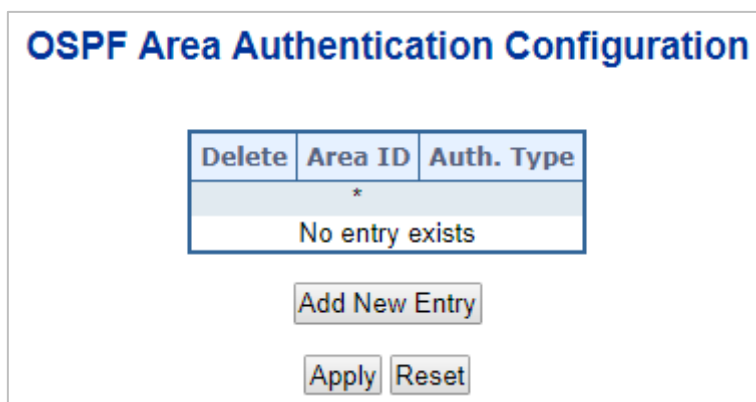 OSPF Area Authentication Configuration
Delete Area ID Auth. Type
*
No entry exists
Add New Entry
Apply Reset